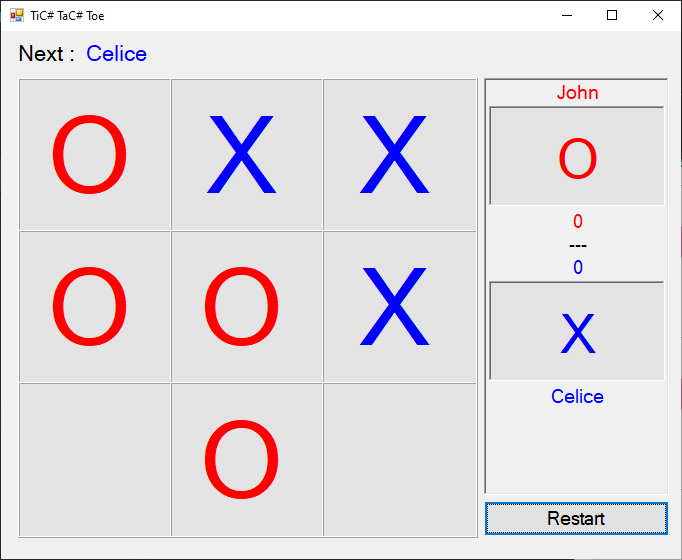 TiC# TaC# Toe
Next : Celice
O X X
O O X
O
John
O
0
---
0
X
Celice
Restart